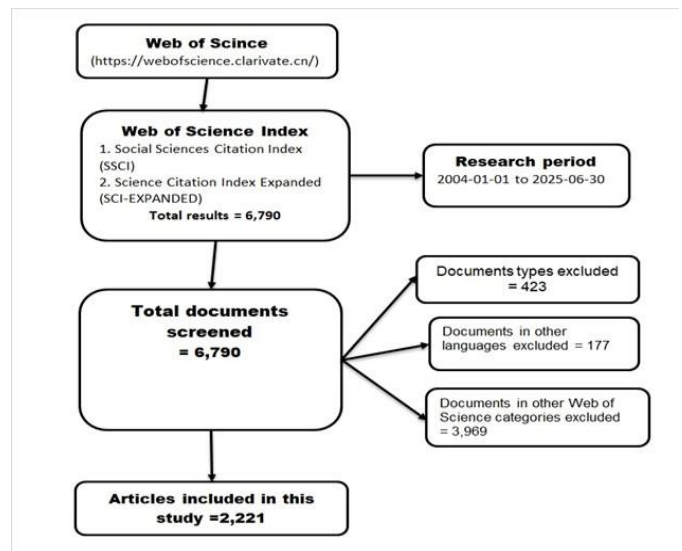 Web of Scince
(https://webofscience.clarivate.cn/)
Web of Science Index
1. Social Sciences Citation Index
(SSCI)
2. Science Citation Index Expanded
(SCI-EXPANDED)
Total results = 6,790
Research period
2004-01-01 to 2025-06-30
Total documents
screened
= 6,790
Documents types excluded
= 423
Documents in other
languages excluded = 177
Documents in other Web of
Science categories excluded
= 3,969
Articles included in this
study =2,221